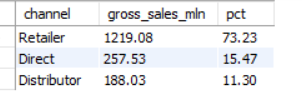 channel gross_sales_mln pct
Retailer 1219.08 73.23
Direct 257.53 15.47
Distributor 188.03 11.30